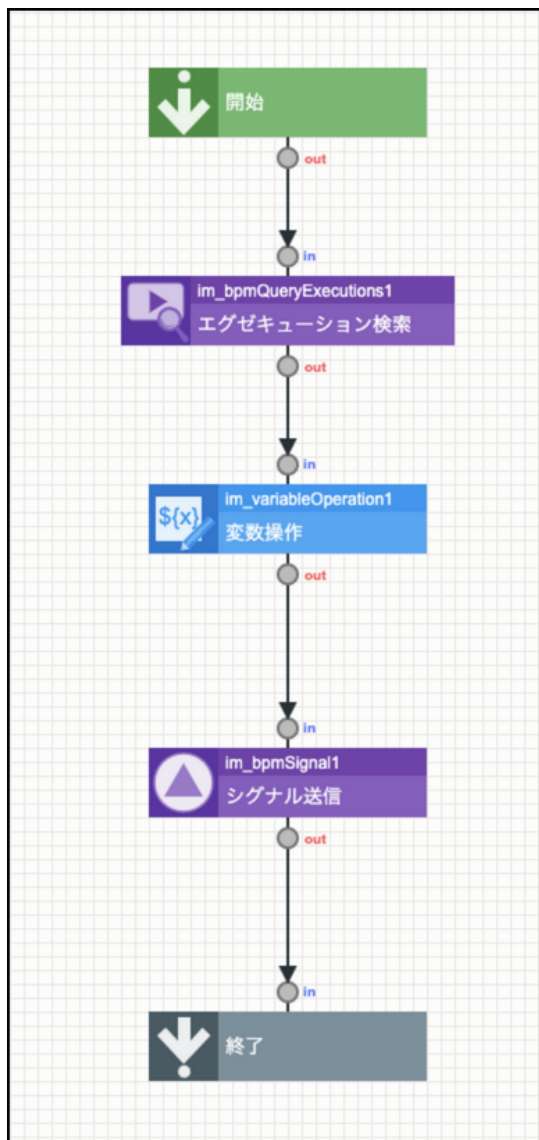 開始
out
in
im_bpmQueryExecutions1
エグゼキューション検索
out
in
im_variableOperation1
${x}
変数操作
out
in
im_bpmSignal1
シグナル送信
out
in
終了